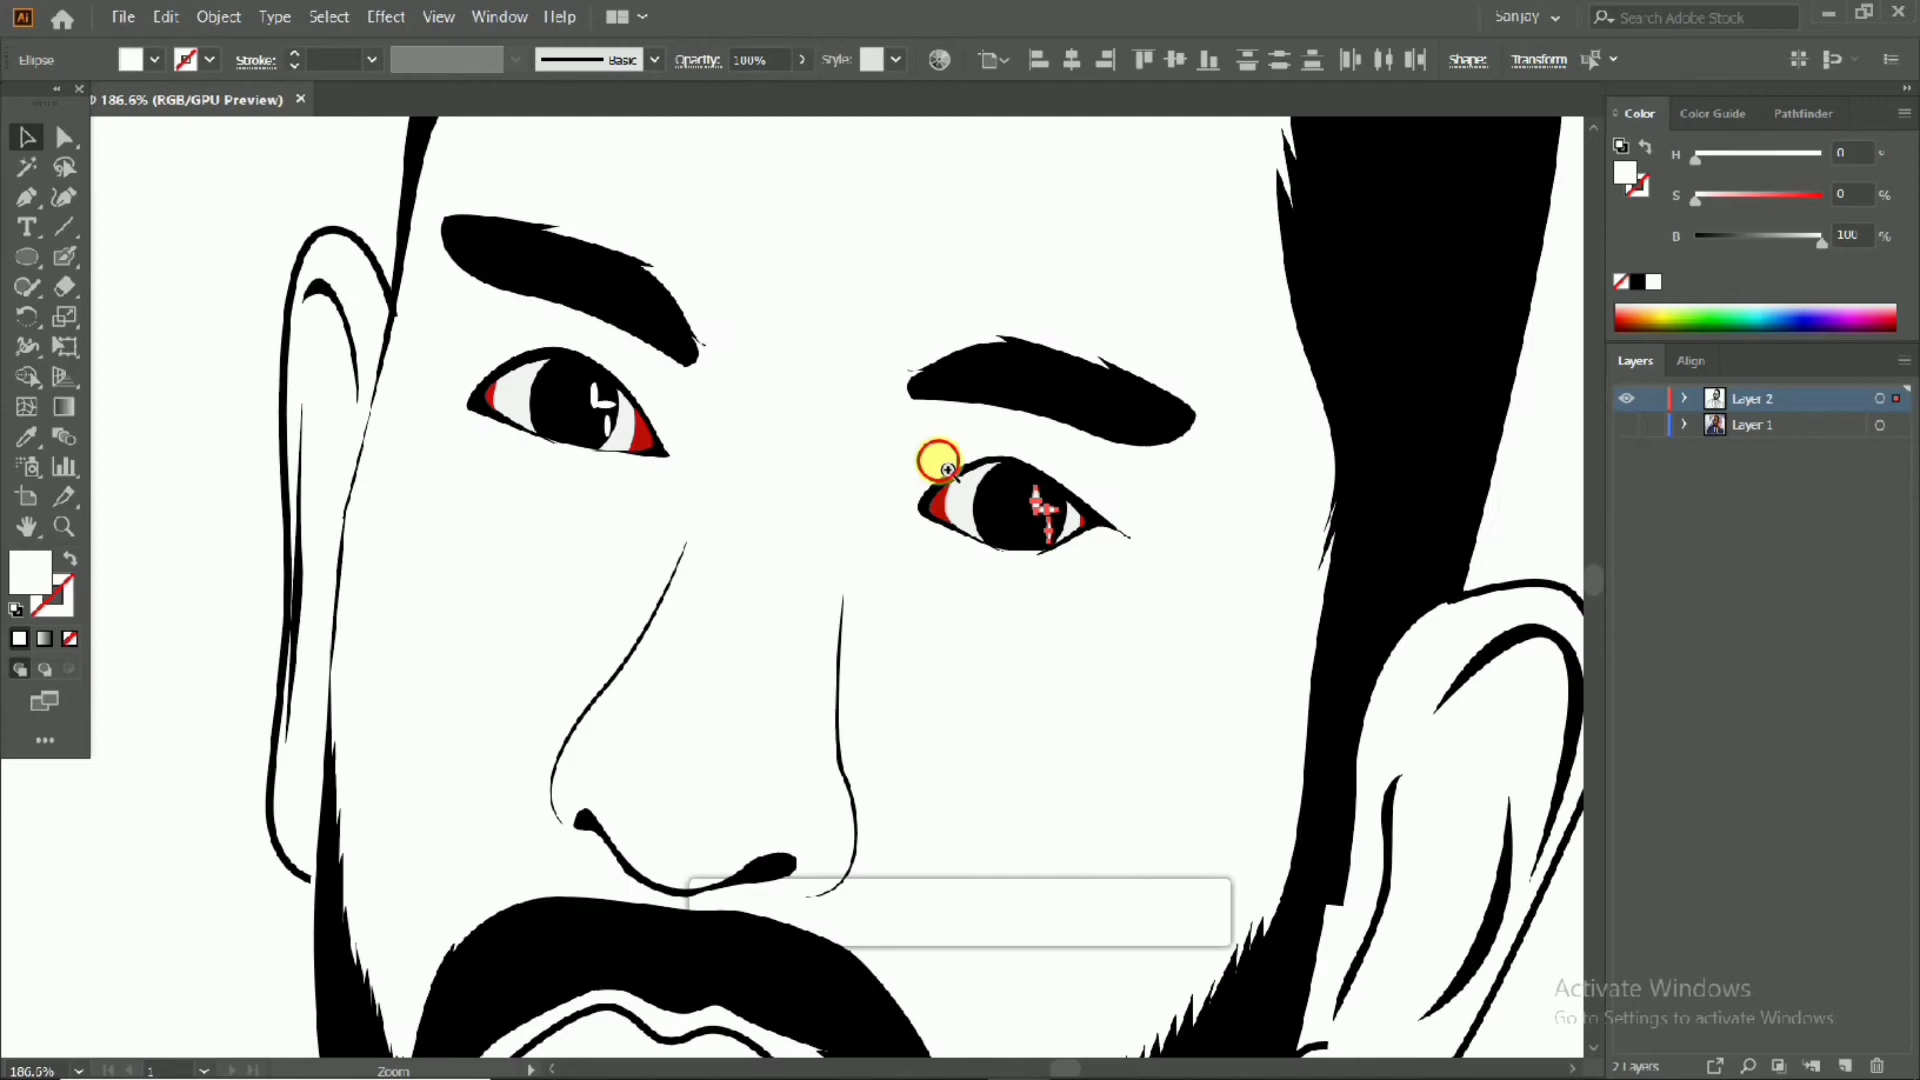 Ai File Edit Object Type Select Effect View Window Help Sanjay Search Adobe Stock
Ellipse Stroke: Basic Opacity: 100% Style: Shape: Transform
186.6% (RGB/GPU Preview)
Color Color Guide Pathfinder
H 0 °
S 0 %
B 100 %
Layers Align
Layer 2
Layer 1
Activate Windows
Go to Settings to activate Windows.
186.6% 1 Zoom 2 Layers